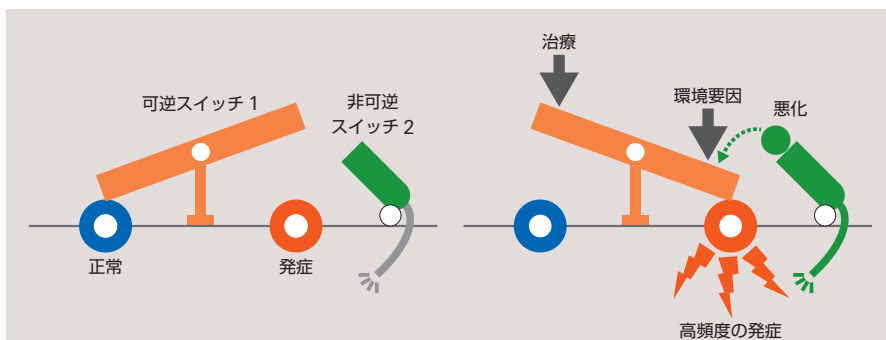 可逆スイッチ 1
非可逆
スイッチ 2
正常
発症
治療
環境要因
悪化
高頻度の発症